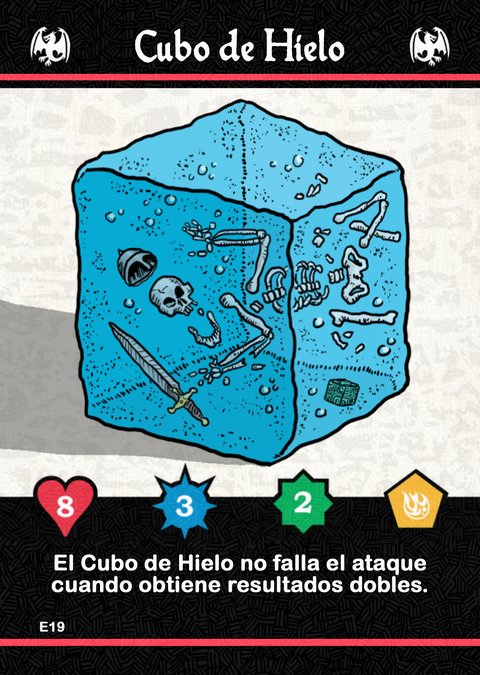 Cubo de Hielo
8 3 2
El Cubo de Hielo no falla el ataque
cuando obtiene resultados dobles.
E19